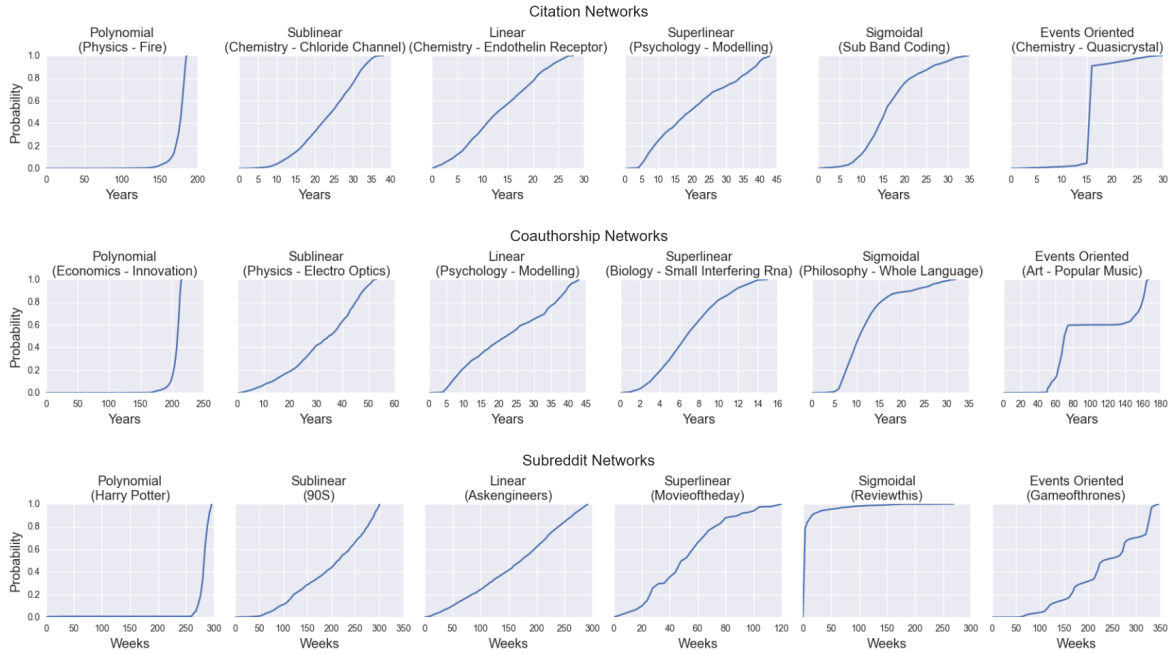 Citation Networks
Polynomial
(Physics - Fire)
Sublinear
(Chemistry - Chloride Channel)
Linear
(Chemistry - Endothelin Receptor)
Superlinear
(Psychology - Modelling)
Sigmoidal
(Sub Band Coding)
Events Oriented
(Chemistry - Quasicrystal)
Probability
1.0
0.8
0.6
0.4
0.2
0.0
0 50 100 150 200
0 5 10 15 20 25 30 35 40
0 5 10 15 20 25 30
0 5 10 15 20 25 30 35 40 45
0 5 10 15 20 25 30 35
0 5 10 15 20 25 30
Years Years Years Years Years Years
Coauthorship Networks
Polynomial
(Economics - Innovation)
Sublinear
(Physics - Electro Optics)
Linear
(Psychology - Modelling)
Superlinear
(Biology - Small Interfering Rna)
Sigmoidal
(Philosophy - Whole Language)
Events Oriented
(Art - Popular Music)
Probability
1.0
0.8
0.6
0.4
0.2
0.0
0 50 100 150 200 250
0 10 20 30 40 50 60
0 5 10 15 20 25 30 35 40 45
0 2 4 6 8 10 12 14 16
0 5 10 15 20 25 30 35
0 20 40 60 80 100 120 140 160 180
Years Years Years Years Years Years
Subreddit Networks
Polynomial
(Harry Potter)
Sublinear
(90S)
Linear
(Askengineers)
Superlinear
(Movieoftheday)
Sigmoidal
(Reviewthis)
Events Oriented
(Gameofthrones)
Probability
1.0
0.8
0.6
0.4
0.2
0.0
0 50 100 150 200 250 300
0 50 100 150 200 250 300 350
0 50 100 150 200 250 300
0 20 40 60 80 100 120
0 50 100 150 200 250 300
0 50 100 150 200 250 300 350
Weeks Weeks Weeks Weeks Weeks Weeks